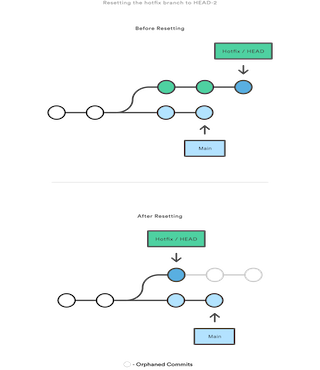 Resetting the hotfix branch to HEAD-2
Before Resetting
Hotfix / HEAD
Main
After Resetting
Hotfix / HEAD
Main
- Orphaned Commits